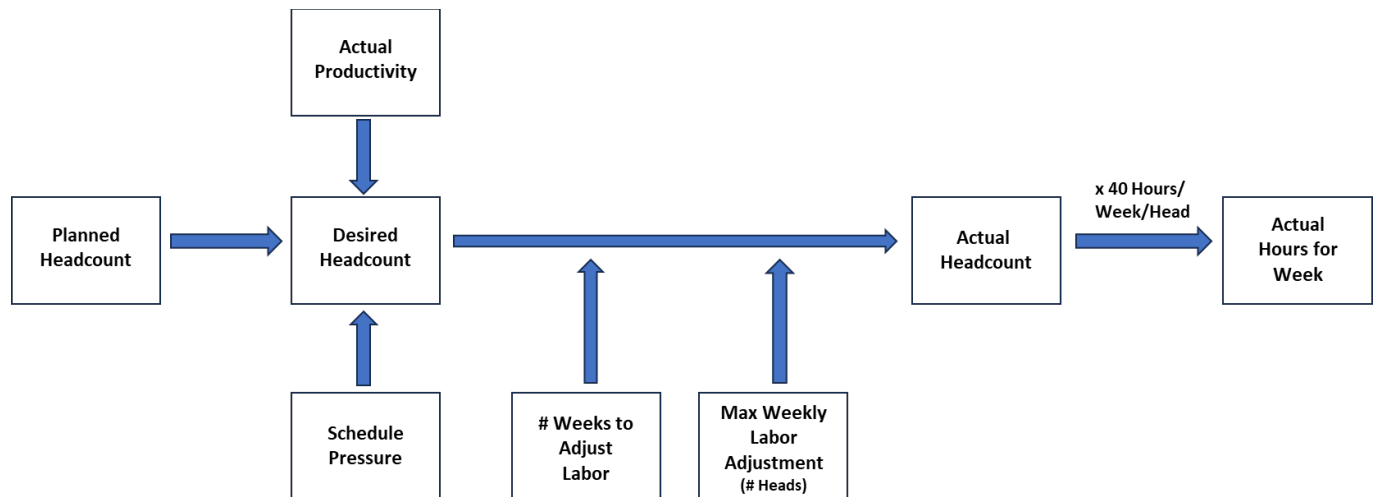 Actual
Productivity
Planned
Headcount
Desired
Headcount
Actual
Headcount
x 40 Hours/
Week/Head
Actual
Hours for
Week
Schedule
Pressure
# Weeks to
Adjust
Labor
Max Weekly
Labor
Adjustment
(# Heads)